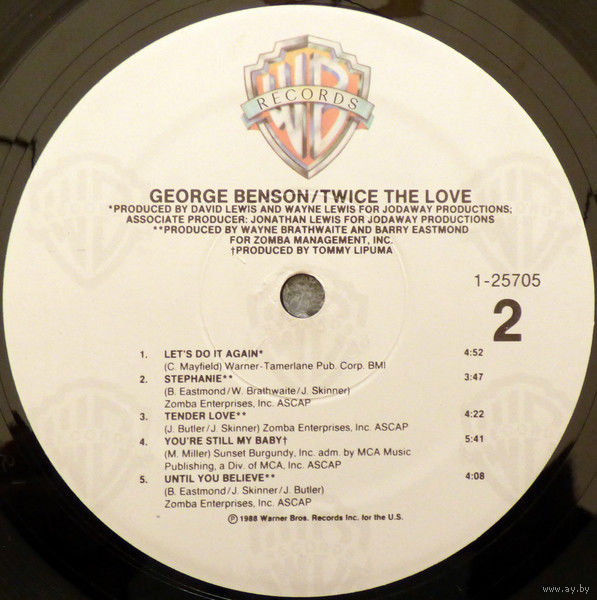 WB
RECORDS
GEORGE BENSON/TWICE THE LOVE
*PRODUCED BY DAVID LEWIS AND WAYNE LEWIS FOR JODAWAY PRODUCTIONS;
ASSOCIATE PRODUCER: JONATHAN LEWIS FOR JODAWAY PRODUCTIONS
**PRODUCED BY WAYNE BRATHWAITE AND BARRY EASTMOND
FOR ZOMBA MANAGEMENT, INC.
†PRODUCED BY TOMMY LIPUMA
1-25705
2
1. LET'S DO IT AGAIN* 4:52
(C. Mayfield) Warner-Tamerlane Pub. Corp. BMI
2. STEPHANIE** 3:47
(B. Eastmond/W. Brathwaite/J. Skinner)
Zomba Enterprises, Inc. ASCAP
3. TENDER LOVE** 4:22
(J. Butler/J. Skinner) Zomba Enterprises, Inc. ASCAP
4. YOU'RE STILL MY BABY† 5:41
(M. Miller) Sunset Burgundy, Inc. adm. by MCA Music
Publishing, a Div. of MCA, Inc. ASCAP
5. UNTIL YOU BELIEVE** 4:08
(B. Eastmond/J. Skinner/J. Butler)
Zomba Enterprises, Inc. ASCAP
℗ 1988 Warner Bros. Records Inc. for the U.S.
www.ay.by